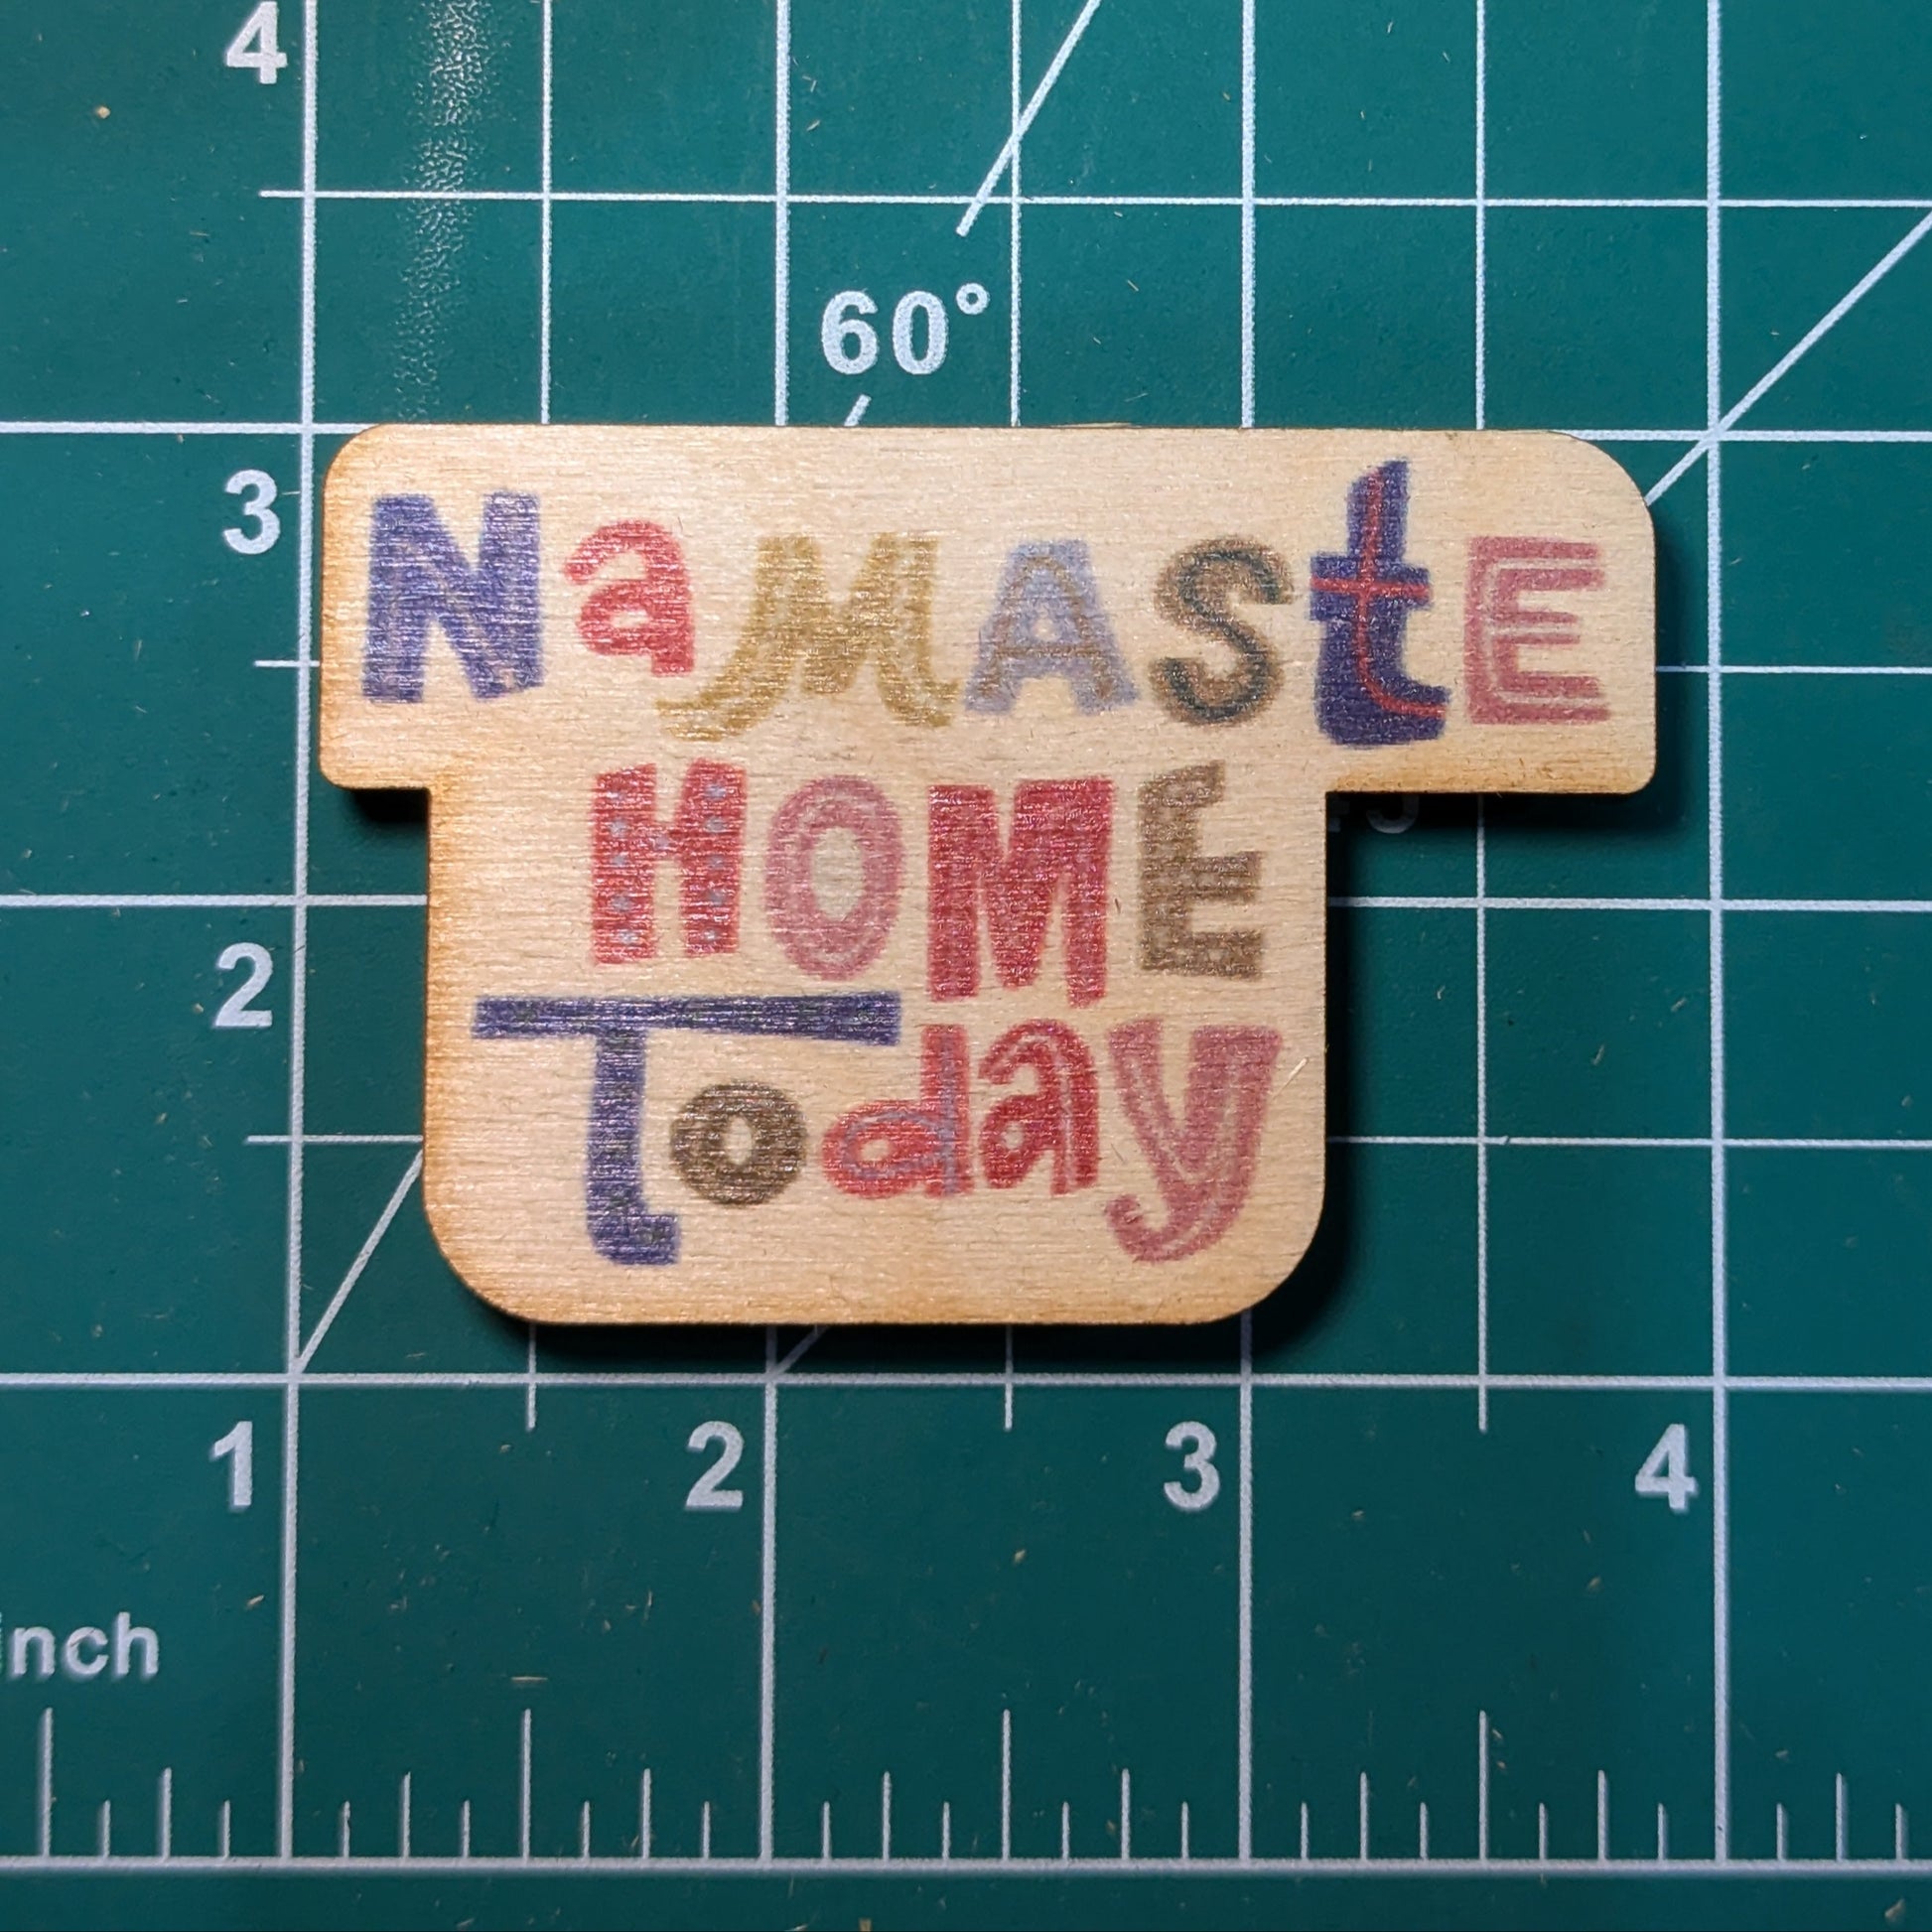 4
60°
3
NaMAStE
HOME
2
Today
1 2 3 4
inch